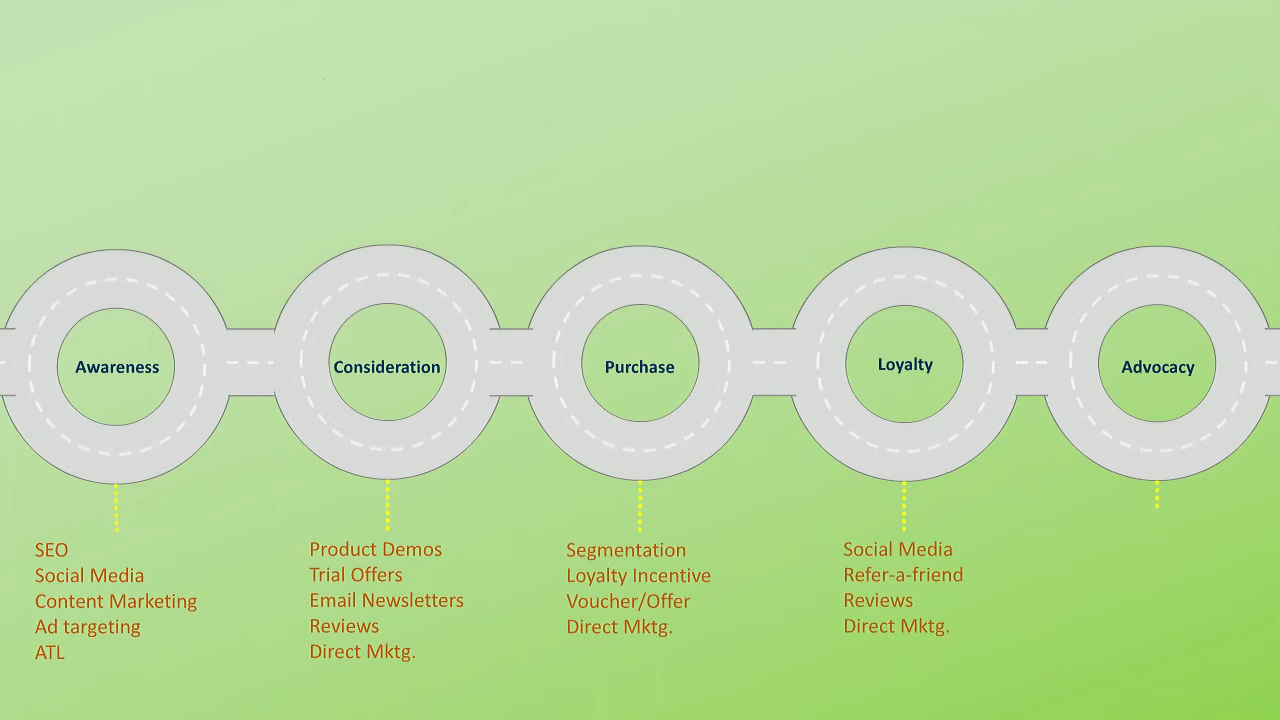 Awareness
Consideration
Purchase
Loyalty
Advocacy
SEO
Social Media
Content Marketing
Ad targeting
ATL
Product Demos
Trial Offers
Email Newsletters
Reviews
Direct Mktg.
Segmentation
Loyalty Incentive
Voucher/Offer
Direct Mktg.
Social Media
Refer-a-friend
Reviews
Direct Mktg.